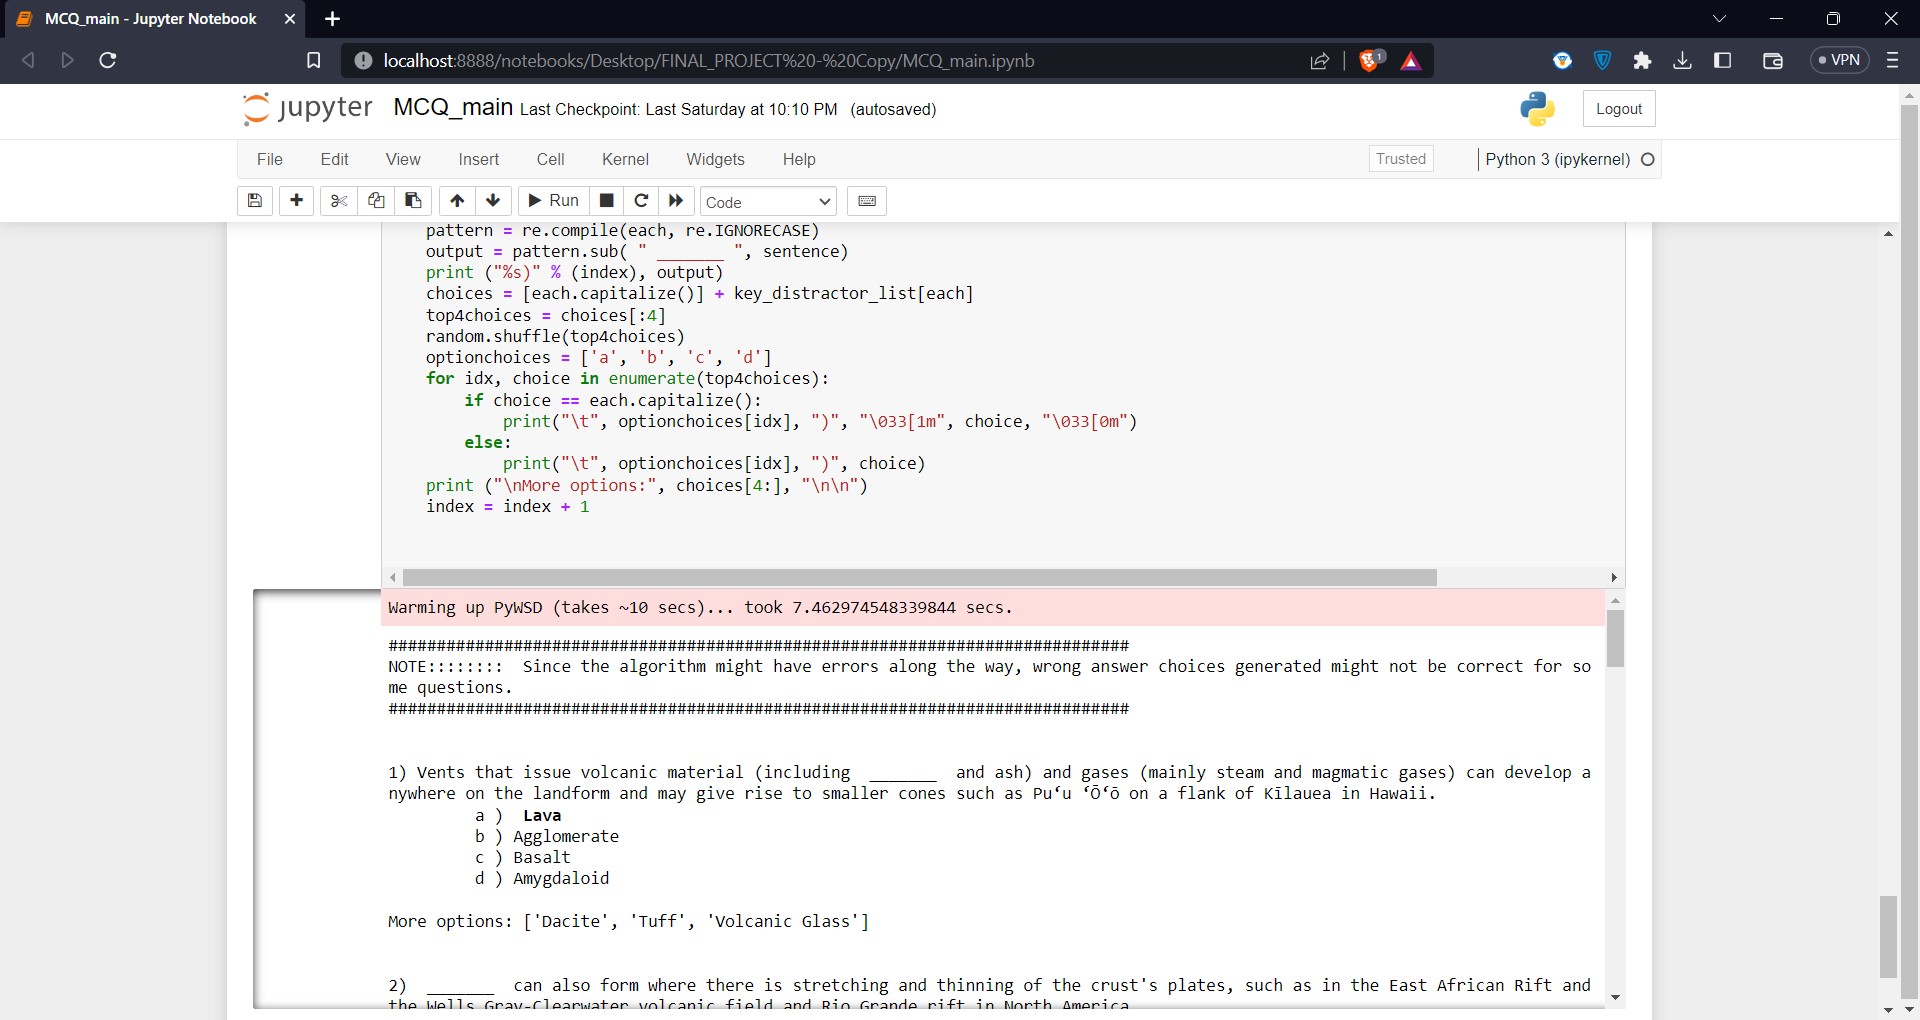 MCQ_main - Jupyter Notebook
localhost:8888/notebooks/Desktop/FINAL_PROJECT%20-%20Copy/MCQ_main.ipynb
1
VPN
jupyter MCQ_main Last Checkpoint: Last Saturday at 10:10 PM (autosaved)
Logout
File Edit View Insert Cell Kernel Widgets Help
Trusted
Python 3 (ipykernel)
Run
Code
pattern = re.compile(each, re.IGNORECASE)
output = pattern.sub( " _______ ", sentence)
print ("%s)" % (index), output)
choices = [each.capitalize()] + key_distractor_list[each]
top4choices = choices[:4]
random.shuffle(top4choices)
optionchoices = ['a', 'b', 'c', 'd']
for idx, choice in enumerate(top4choices):
if choice == each.capitalize():
print("\t", optionchoices[idx], ")", "\033[1m", choice, "\033[0m")
else:
print("\t", optionchoices[idx], ")", choice)
print ("\nMore options:", choices[4:], "\n\n")
index = index + 1
Warming up PyWSD (takes ~10 secs)... took 7.462974548339844 secs.
#############################################################################
NOTE:::::::: Since the algorithm might have errors along the way, wrong answer choices generated might not be correct for so
me questions.
#############################################################################
1) Vents that issue volcanic material (including _______ and ash) and gases (mainly steam and magmatic gases) can develop a
nywhere on the landform and may give rise to smaller cones such as Puʻu ʻŌʻō on a flank of Kīlauea in Hawaii.
a ) Lava
b ) Agglomerate
c ) Basalt
d ) Amygdaloid
More options: ['Dacite', 'Tuff', 'Volcanic Glass']
2) _______ can also form where there is stretching and thinning of the crust's plates, such as in the East African Rift and
the Wells Gray-Clearwater volcanic field and Rio Grande rift in North America